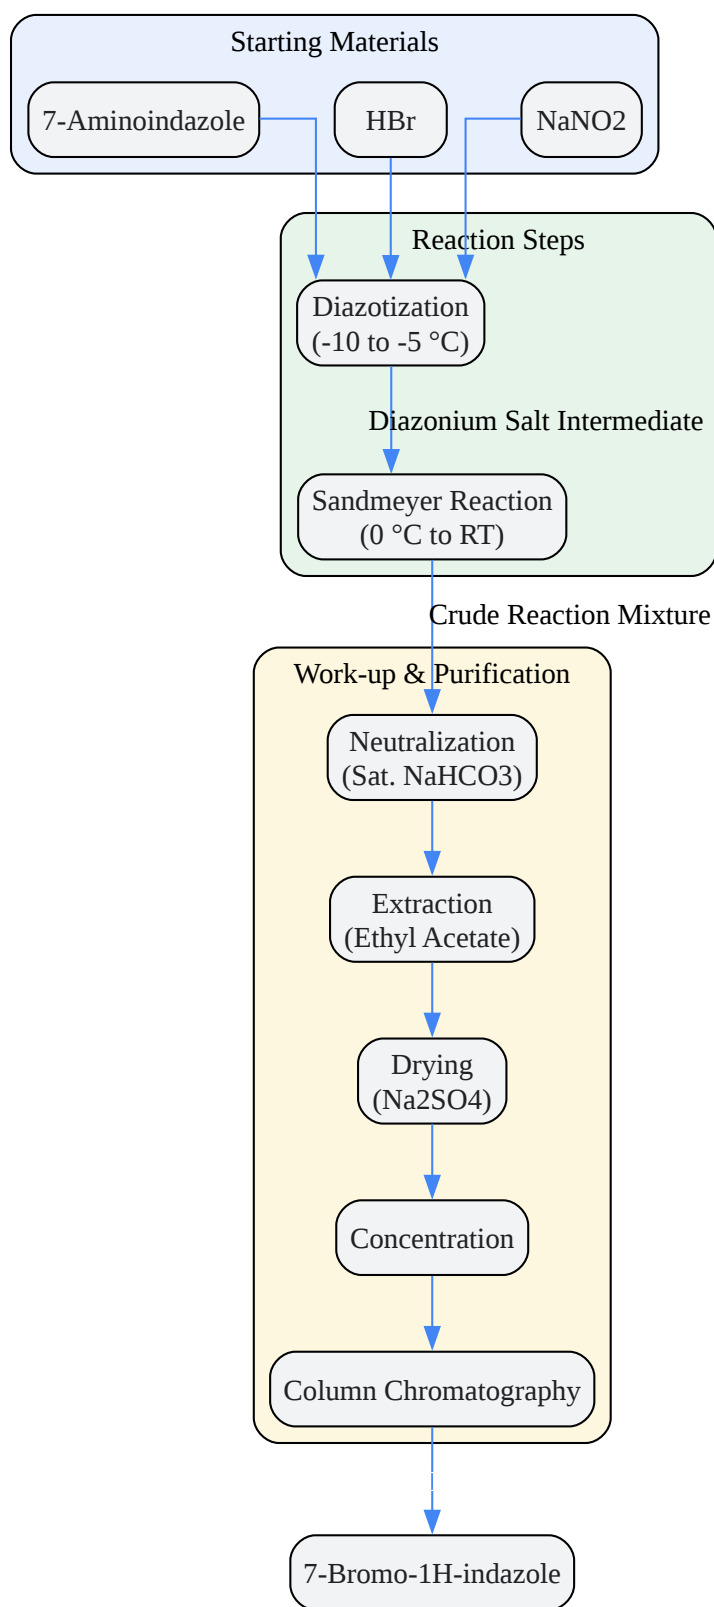 Starting Materials
7-Aminoindazole
HBr
NaNO2
Reaction Steps
Diazotization
(-10 to -5 °C)
Diazonium Salt Intermediate
Sandmeyer Reaction
(0 °C to RT)
Crude Reaction Mixture
Work-up & Purification
Neutralization
(Sat. NaHCO3)
Extraction
(Ethyl Acetate)
Drying
(Na2SO4)
Concentration
Column Chromatography
7-Bromo-1H-indazole